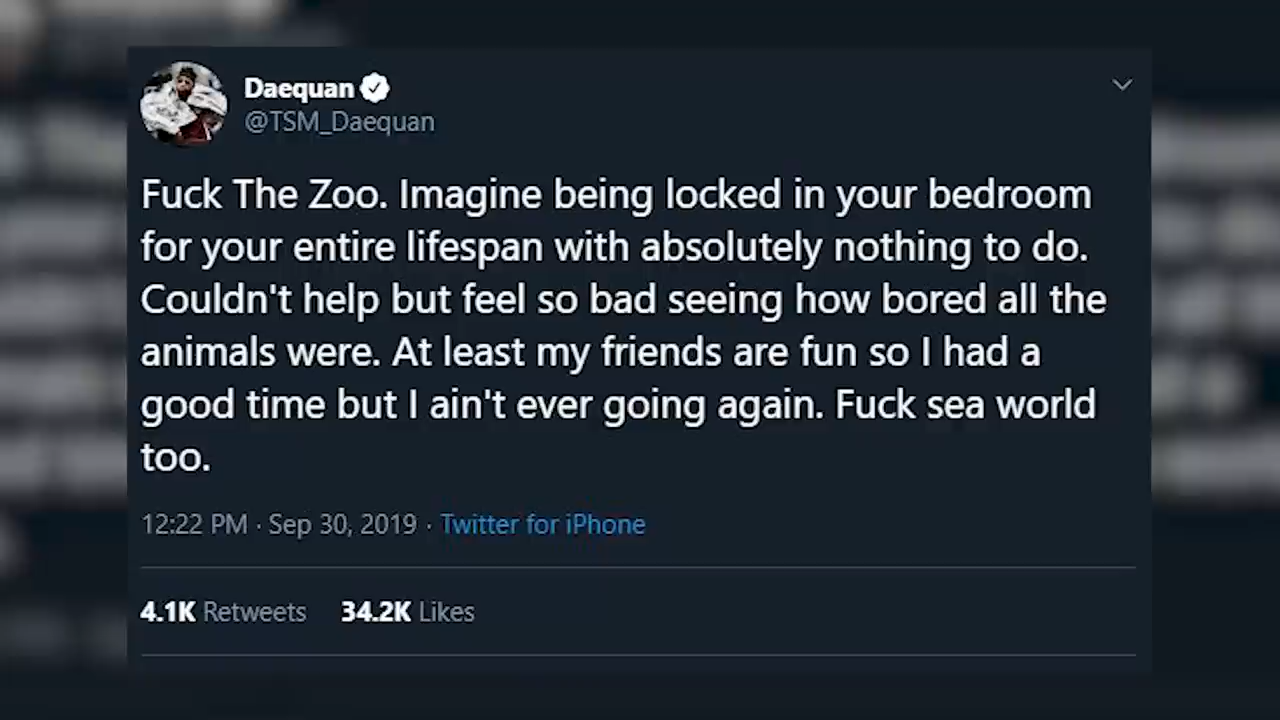 Daequan
@TSM_Daequan
Fuck The Zoo. Imagine being locked in your bedroom
for your entire lifespan with absolutely nothing to do.
Couldn't help but feel so bad seeing how bored all the
animals were. At least my friends are fun so I had a
good time but I ain't ever going again. Fuck sea world
too.
12:22 PM · Sep 30, 2019 · Twitter for iPhone
4.1K Retweets 34.2K Likes